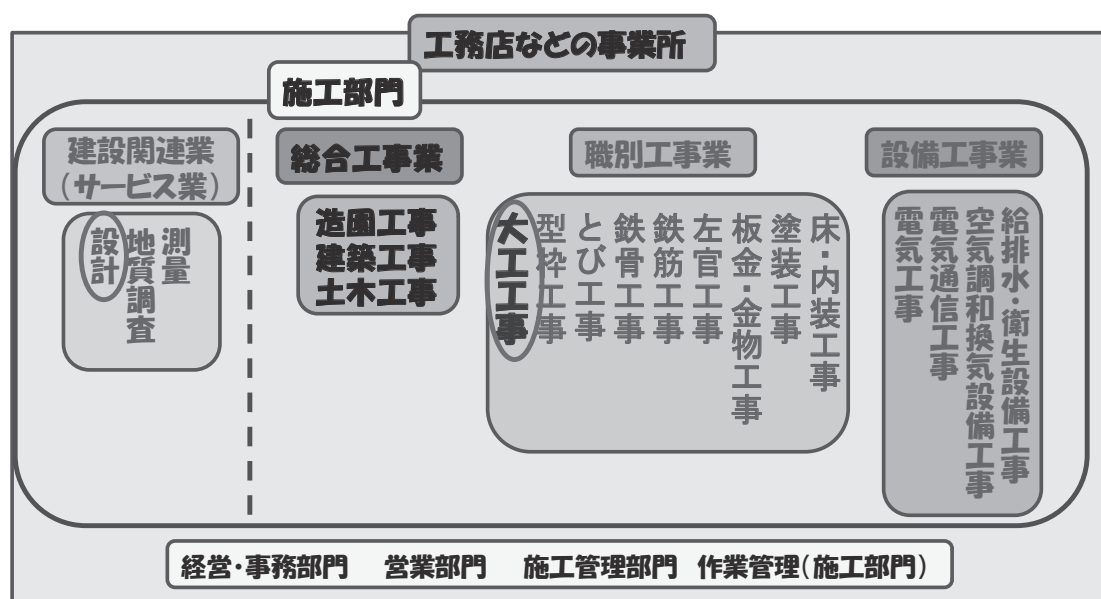 工務店などの事業所
施工部門
建設関連業
(サービス業)
設計
地質調査
測量
総合工事業
造園工事
建築工事
土木工事
職別工事業
大工工事
型枠工事
とび工事
鉄骨工事
鉄筋工事
左官工事
板金・金物工事
塗装工事
床・内装工事
設備工事業
電気工事
電気通信工事
空気調和換気設備工事
給排水・衛生設備工事
経営・事務部門 営業部門 施工管理部門 作業管理(施工部門)